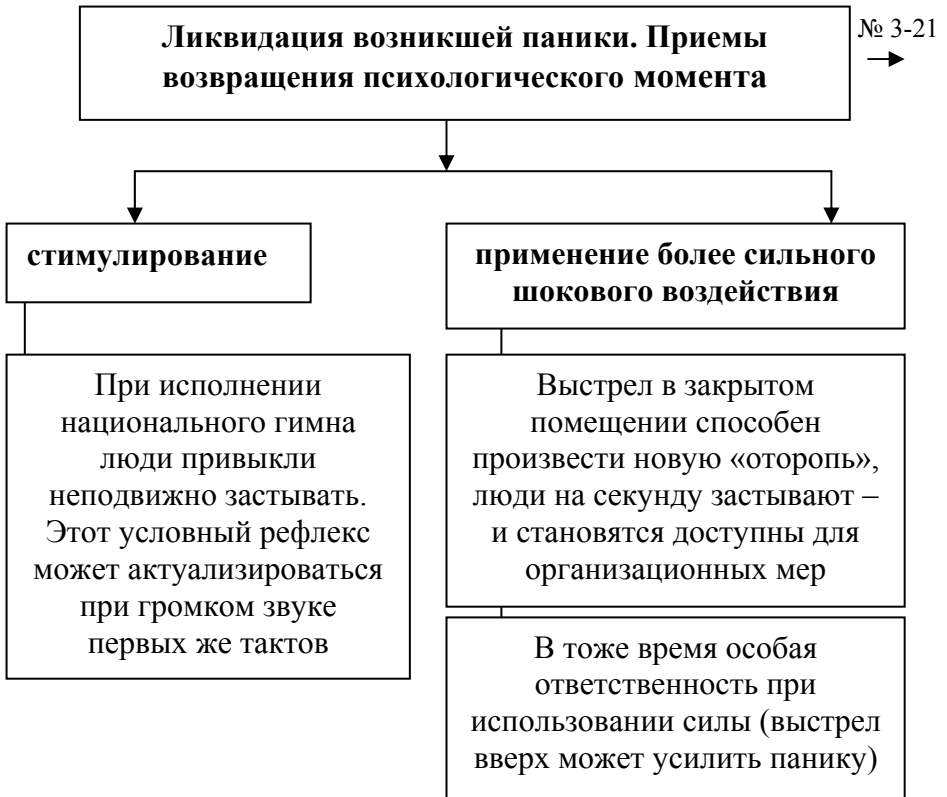 Ликвидация возникшей паники. Приемы
возвращения психологического момента
№ 3-21
стимулирование
При исполнении
национального гимна
люди привыкли
неподвижно застывать.
Этот условный рефлекс
может актуализироваться
при громком звуке
первых же тактов
применение более сильного
шокового воздействия
Выстрел в закрытом
помещении способен
произвести новую «оторопь»,
люди на секунду застывают –
и становятся доступны для
организационных мер
В тоже время особая
ответственность при
использовании силы (выстрел
вверх может усилить панику)